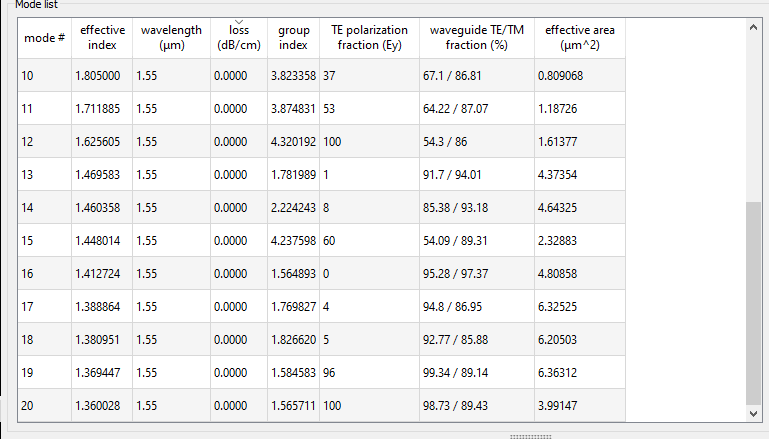 Mode list
mode # effective index wavelength (μm) loss (dB/cm) group index TE polarization fraction (Ey) waveguide TE/TM fraction (%) effective area (μm^2)
10 1.805000 1.55 0.0000 3.823358 37 67.1 / 86.81 0.809068
11 1.711885 1.55 0.0000 3.874831 53 64.22 / 87.07 1.18726
12 1.625605 1.55 0.0000 4.320192 100 54.3 / 86 1.61377
13 1.469583 1.55 0.0000 1.781989 1 91.7 / 94.01 4.37354
14 1.460358 1.55 0.0000 2.224243 8 85.38 / 93.18 4.64325
15 1.448014 1.55 0.0000 4.237598 60 54.09 / 89.31 2.32883
16 1.412724 1.55 0.0000 1.564893 0 95.28 / 97.37 4.80858
17 1.388864 1.55 0.0000 1.769827 4 94.8 / 86.95 6.32525
18 1.380951 1.55 0.0000 1.826620 5 92.77 / 85.88 6.20503
19 1.369447 1.55 0.0000 1.584583 96 99.34 / 89.14 6.36312
20 1.360028 1.55 0.0000 1.565711 100 98.73 / 89.43 3.99147